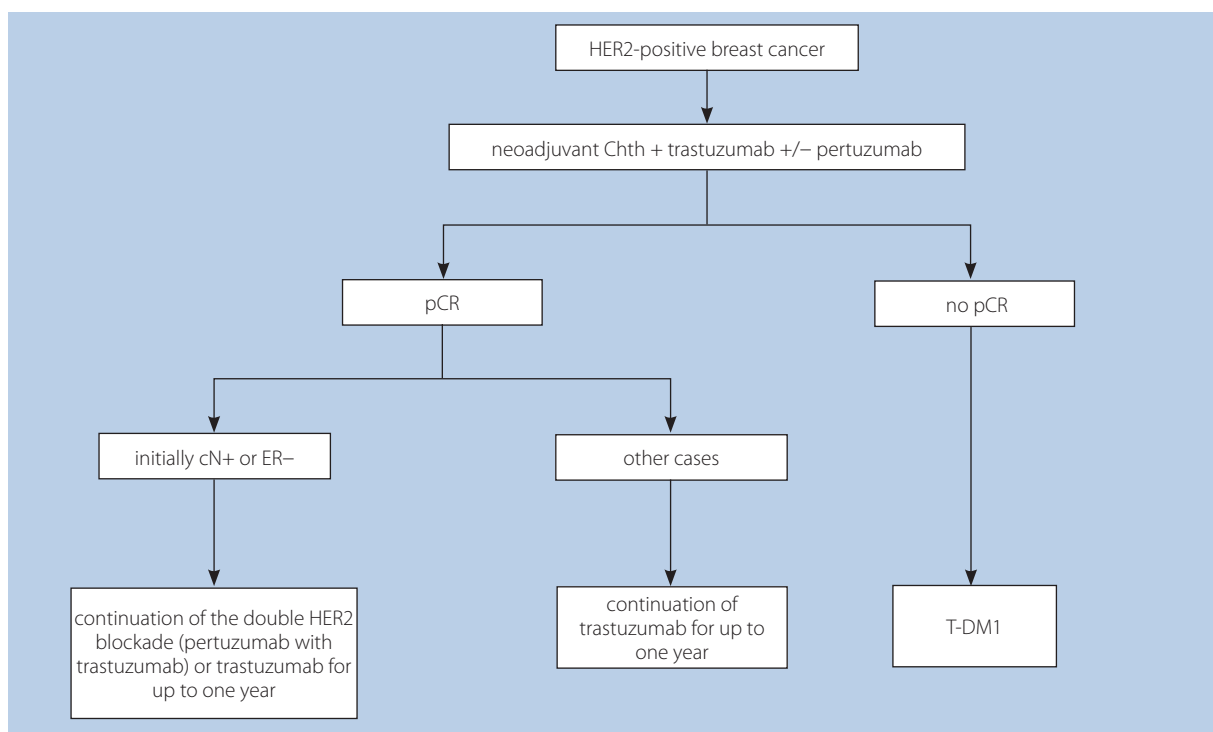 HER2-positive breast cancer
neoadjuvant Chth + trastuzumab +/− pertuzumab
pCR
no pCR
initially cN+ or ER−
other cases
continuation of the double HER2
blockade (pertuzumab with
trastuzumab) or trastuzumab for
up to one year
continuation of
trastuzumab for up to
one year
T-DM1